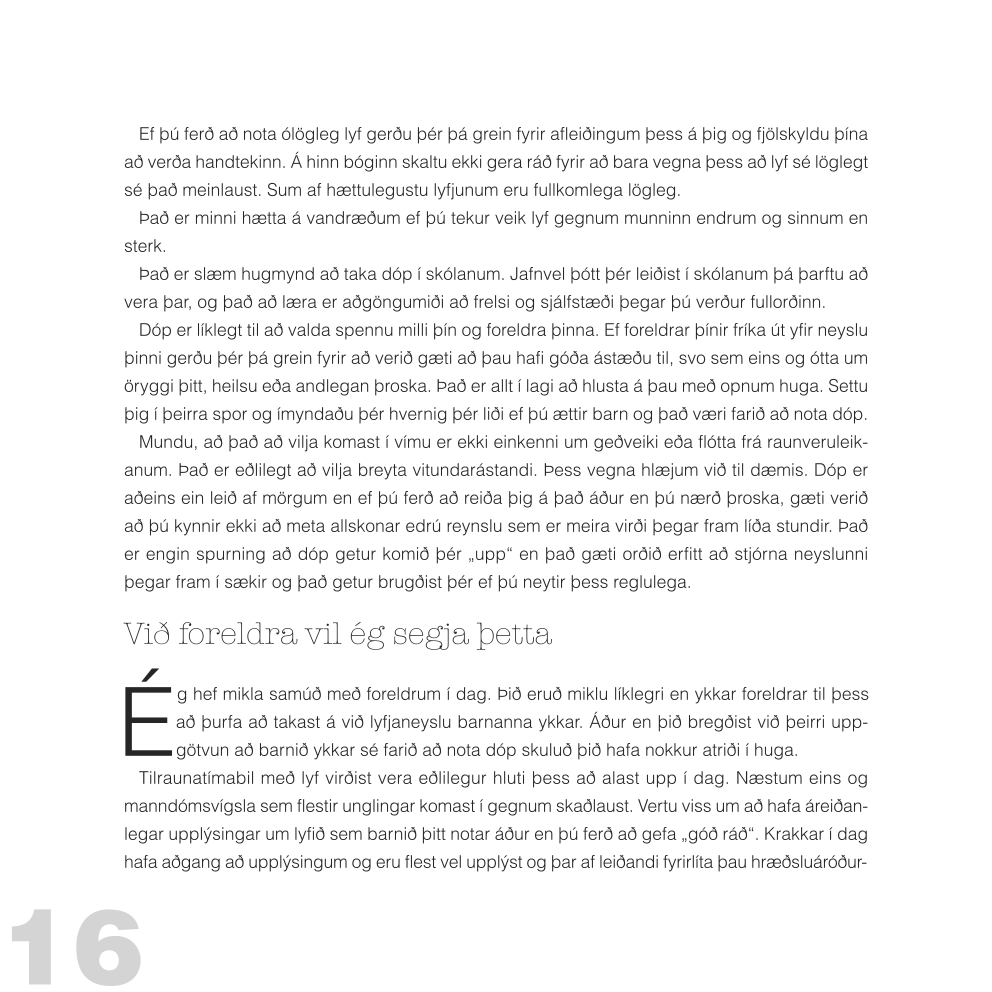 Ef þú ferð að nota ólögleg lyf gerðu þér þá grein fyrir afleiðingum þess á þig og fjölskyldu þína
að verða handtekinn. Á hinn bóginn skaltu ekki gera ráð fyrir að bara vegna þess að lyf sé löglegt
sé það meinlaust. Sum af hættulegustu lyfjunum eru fullkomlega lögleg.
Það er minni hætta á vandræðum ef þú tekur veik lyf gegnum munninn endrum og sinnum en
sterk.
Það er slæm hugmynd að taka dóp í skólanum. Jafnvel þótt þér leiðist í skólanum þá þarftu að
vera þar, og það að læra er aðgöngumiði að frelsi og sjálfstæði þegar þú verður fullorðinn.
Dóp er líklegt til að valda spennu milli þín og foreldra þinna. Ef foreldrar þínir fríka út yfir neyslu
þinni gerðu þér þá grein fyrir að verið gæti að þau hafi góða ástæðu til, svo sem eins og ótta um
öryggi þitt, heilsu eða andlegan þroska. Það er allt í lagi að hlusta á þau með opnum huga. Settu
þig í þeirra spor og ímyndaðu þér hvernig þér liði ef þú ættir barn og það væri farið að nota dóp.
Mundu, að það að vilja komast í vímu er ekki einkenni um geðveiki eða flótta frá raunveruleik-
anum. Það er eðlilegt að vilja breyta vitundarástandi. Þess vegna hlæjum við til dæmis. Dóp er
aðeins ein leið af mörgum en ef þú ferð að reiða þig á það áður en þú nærð þroska, gæti verið
að þú kynnir ekki að meta allskonar edrú reynslu sem er meira virði þegar fram líða stundir. Það
er engin spurning að dóp getur komið þér „upp“ en það gæti orðið erfitt að stjórna neyslunni
þegar fram í sækir og það getur brugðist þér ef þú neytir þess reglulega.
Við foreldra vil ég segja þetta
Ég hef mikla samúð með foreldrum í dag. Þið eruð miklu líklegri en ykkar foreldrar til þess
að þurfa að takast á við lyfjaneyslu barnanna ykkar. Áður en þið bregðist við þeirri upp-
götvun að barnið ykkar sé farið að nota dóp skuluð þið hafa nokkur atriði í huga.
Tilraunatímabil með lyf virðist vera eðlilegur hluti þess að alast upp í dag. Næstum eins og
manndómsvígsla sem flestir unglingar komast í gegnum skaðlaust. Vertu viss um að hafa áreiðan-
legar upplýsingar um lyfið sem barnið þitt notar áður en þú ferð að gefa „góð ráð“. Krakkar í dag
hafa aðgang að upplýsingum og eru flest vel upplýst og þar af leiðandi fyrirlíta þau hræðsluáróður-
16